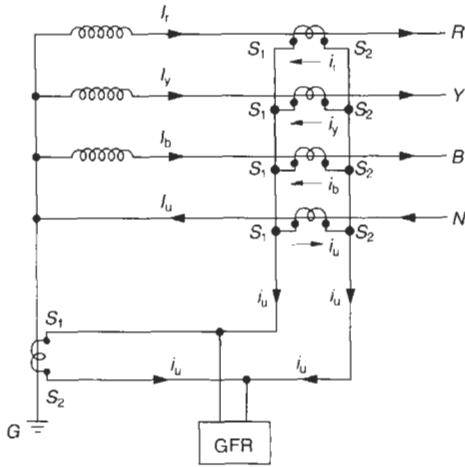 I_r R
S_1 S_2
i_r
I_y Y
S_1 S_2
i_y
I_b B
S_1 S_2
i_b
I_u N
S_1 S_2
i_u
i_u i_u
S_1
i_u i_u
S_2
G
GFR